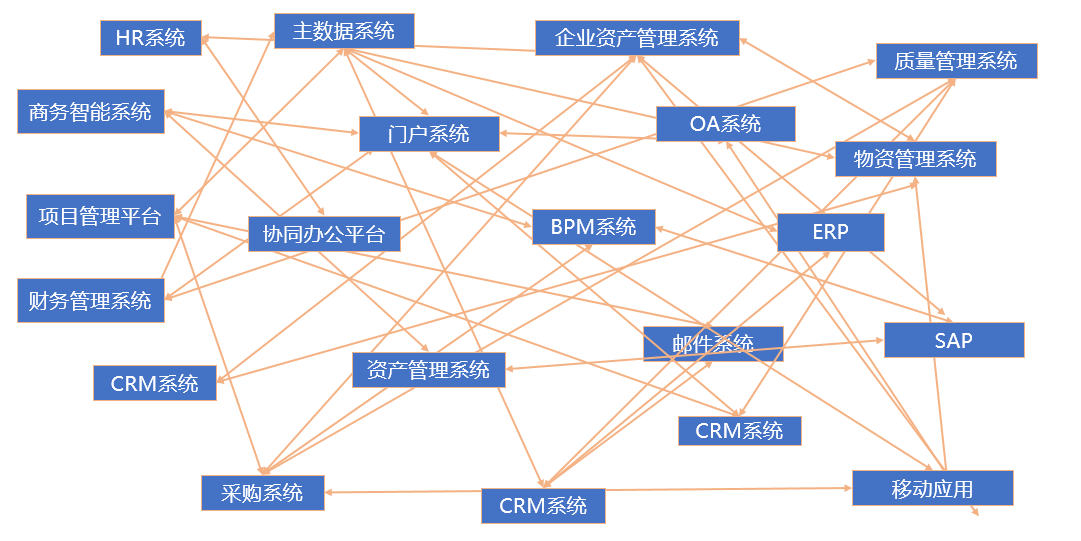 HR系统
主数据系统
企业资产管理系统
质量管理系统
商务智能系统
门户系统
OA系统
物资管理系统
项目管理平台
协同办公平台
BPM系统
ERP
财务管理系统
邮件系统
SAP
CRM系统
资产管理系统
CRM系统
采购系统
CRM系统
移动应用